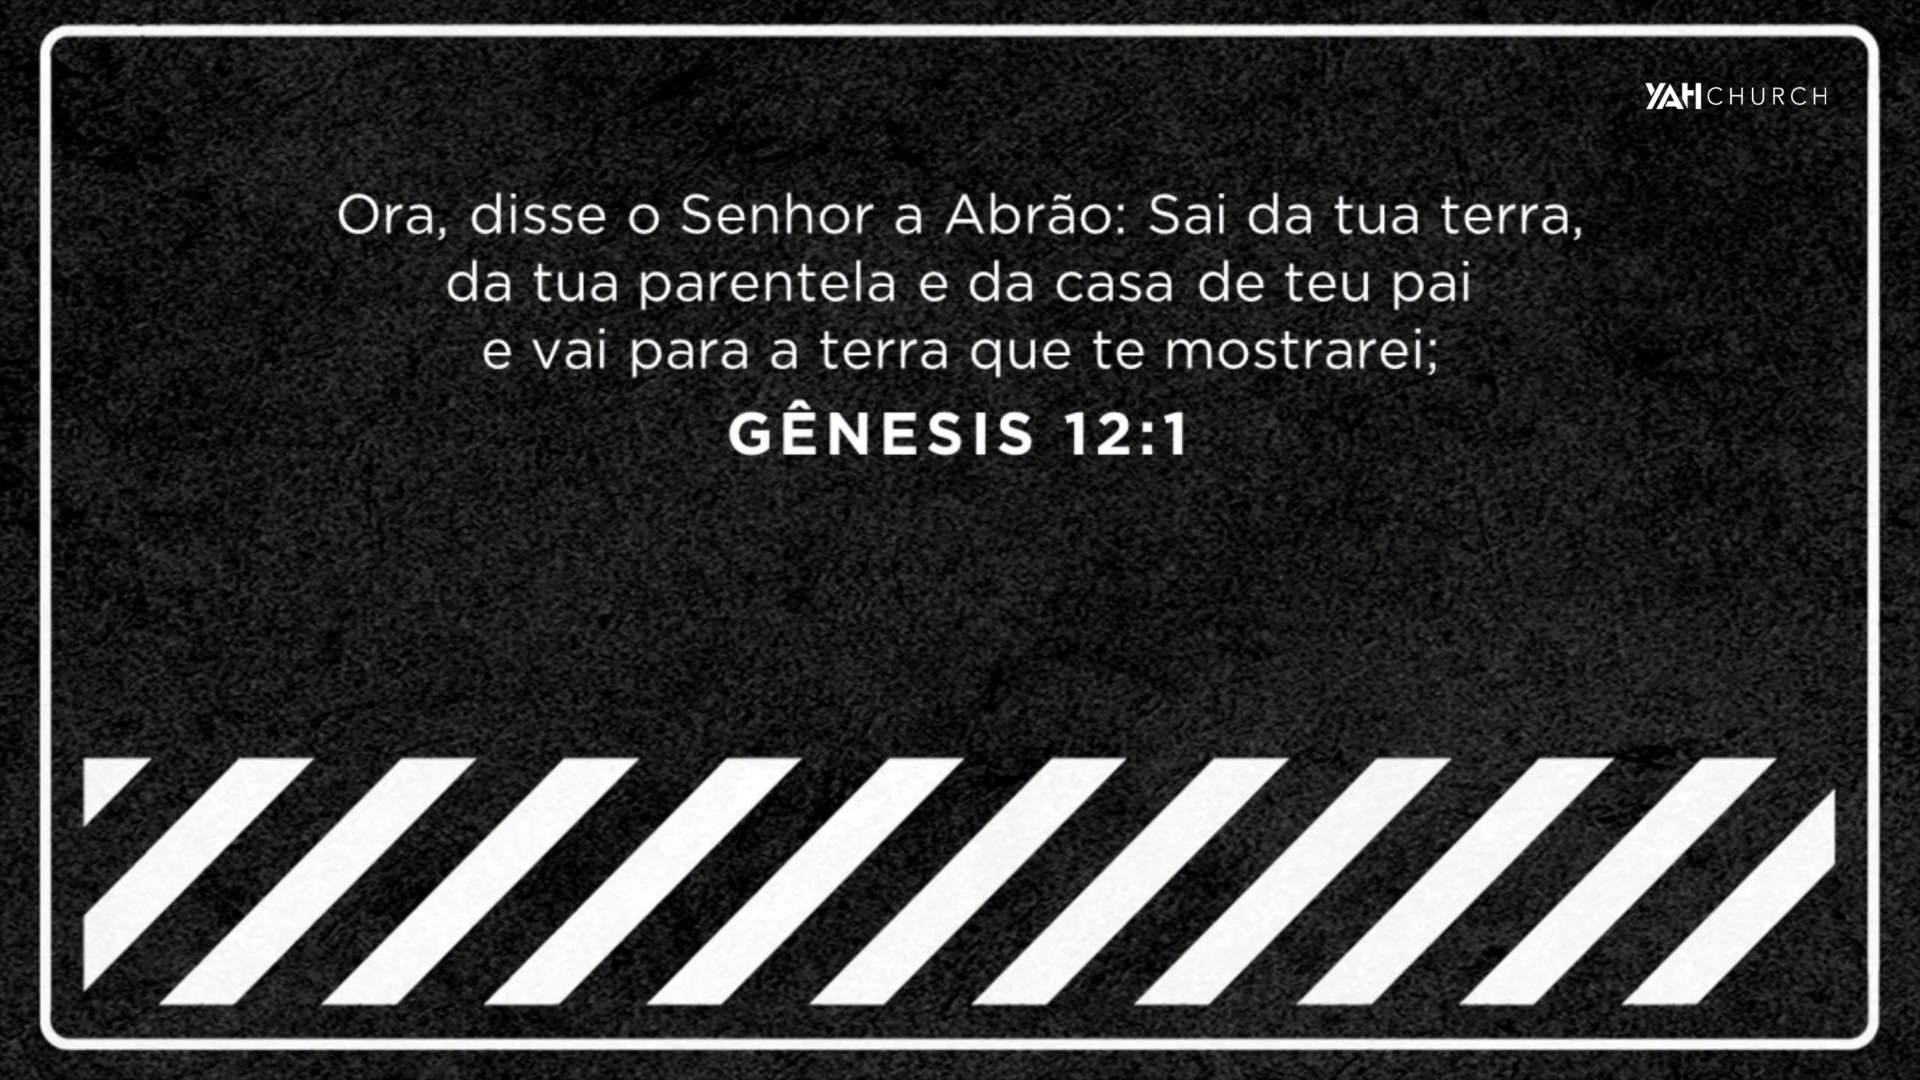 YAH CHURCH
Ora, disse o Senhor a Abrão: Sai da tua terra,
da tua parentela e da casa de teu pai
e vai para a terra que te mostrarei;
GÊNESIS 12:1